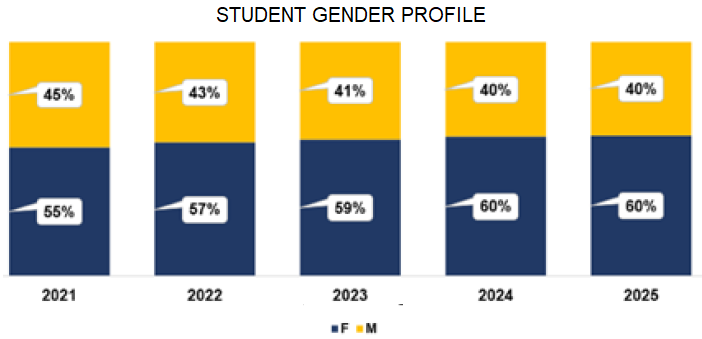 STUDENT GENDER PROFILE
45% 43% 41% 40% 40%
55% 57% 59% 60% 60%
2021 2022 2023 2024 2025
F M